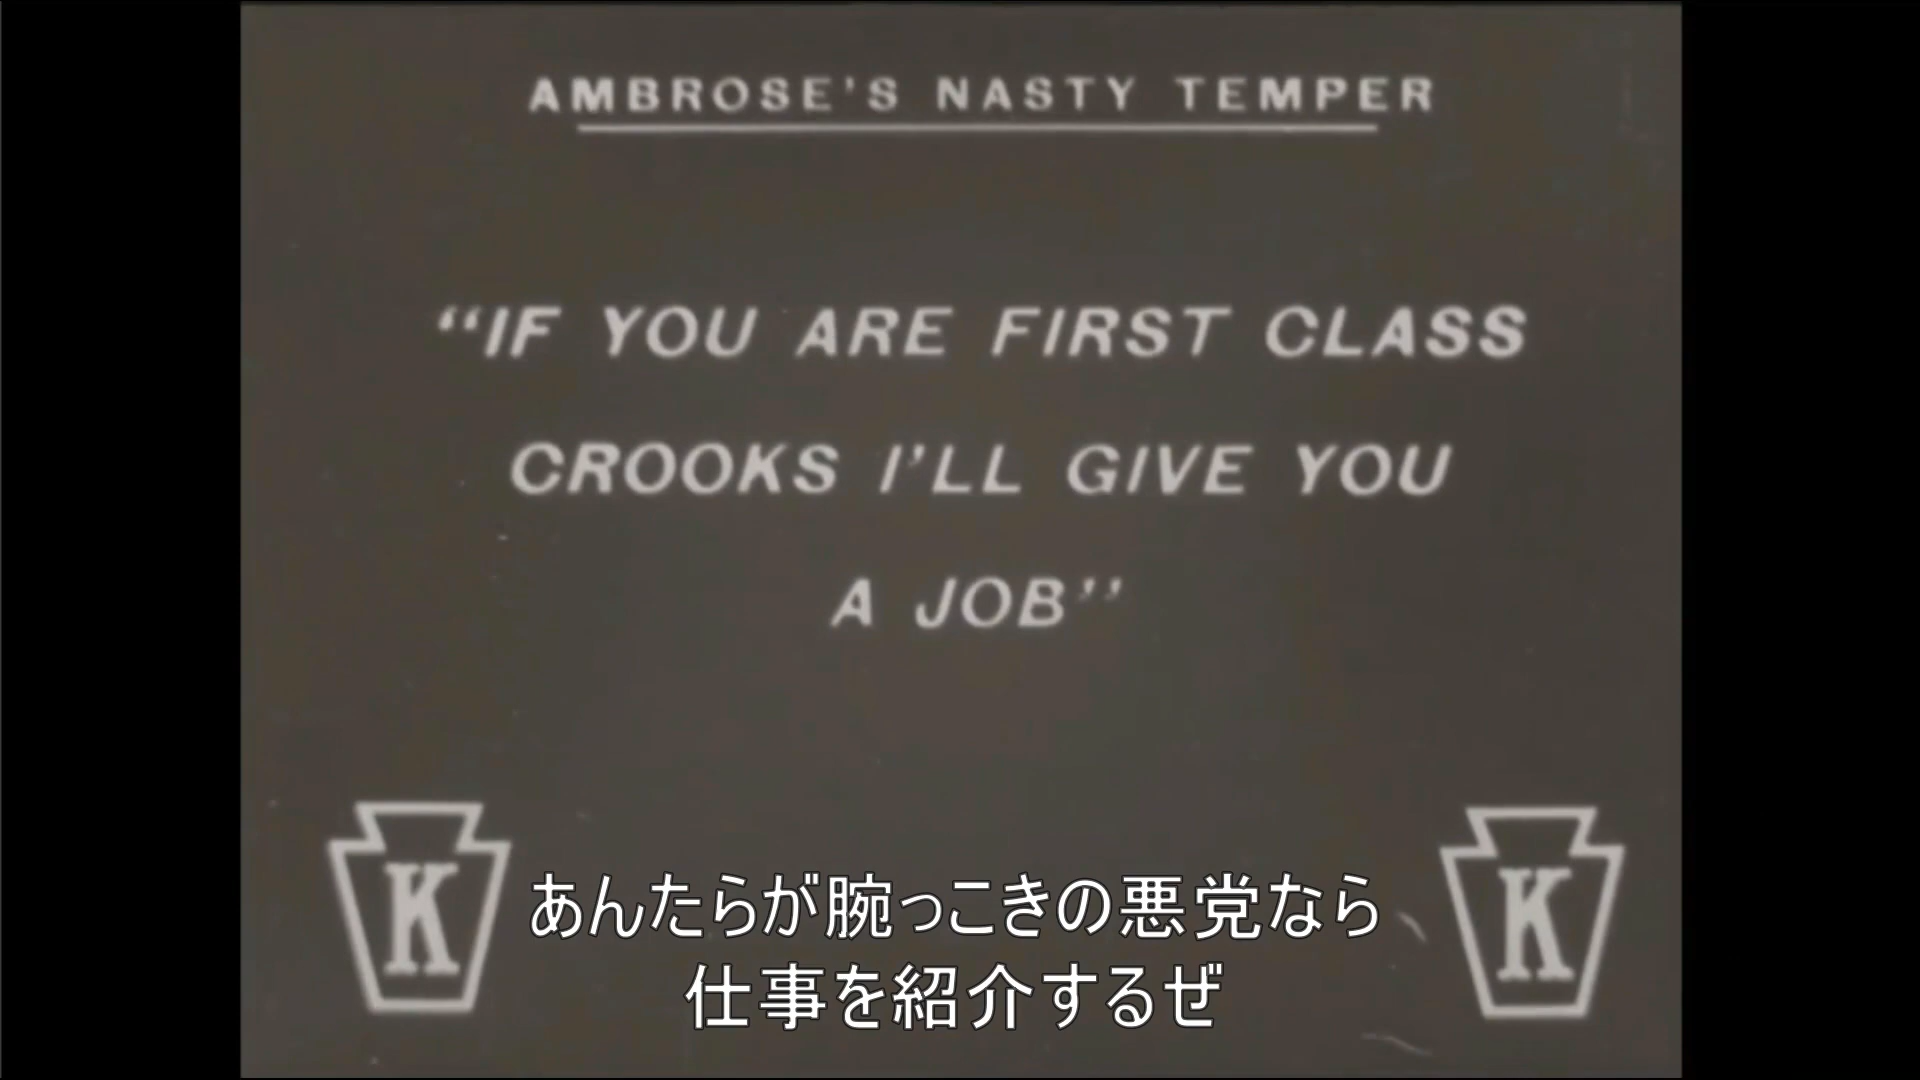 AMBROSE'S NASTY TEMPER
“IF YOU ARE FIRST CLASS
CROOKS I'LL GIVE YOU
A JOB”
K
K
あんたらが腕っこきの悪党なら
仕事を紹介するぜ